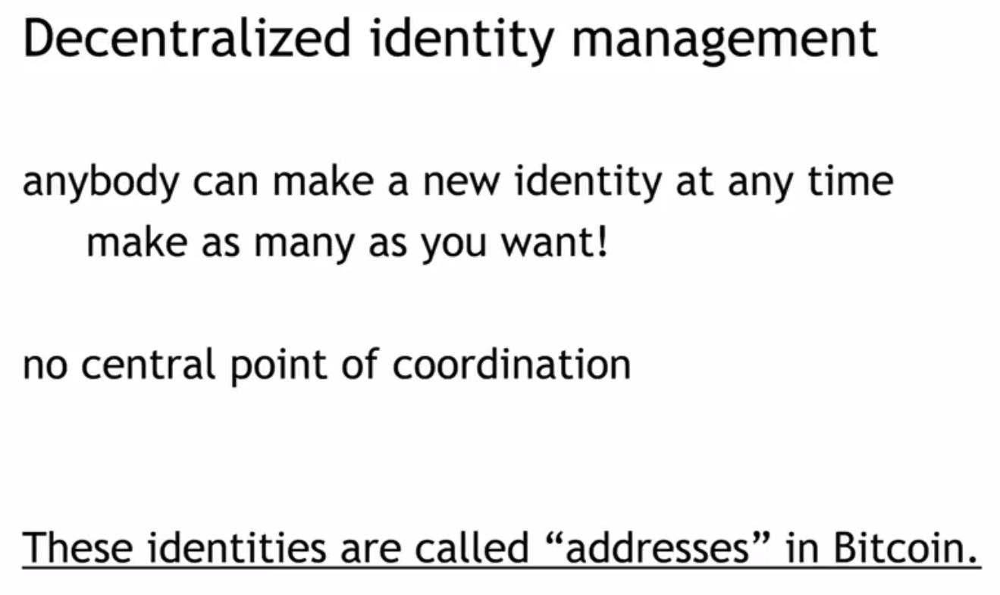 Decentralized identity management
anybody can make a new identity at any time
make as many as you want!
no central point of coordination
These identities are called “addresses” in Bitcoin.